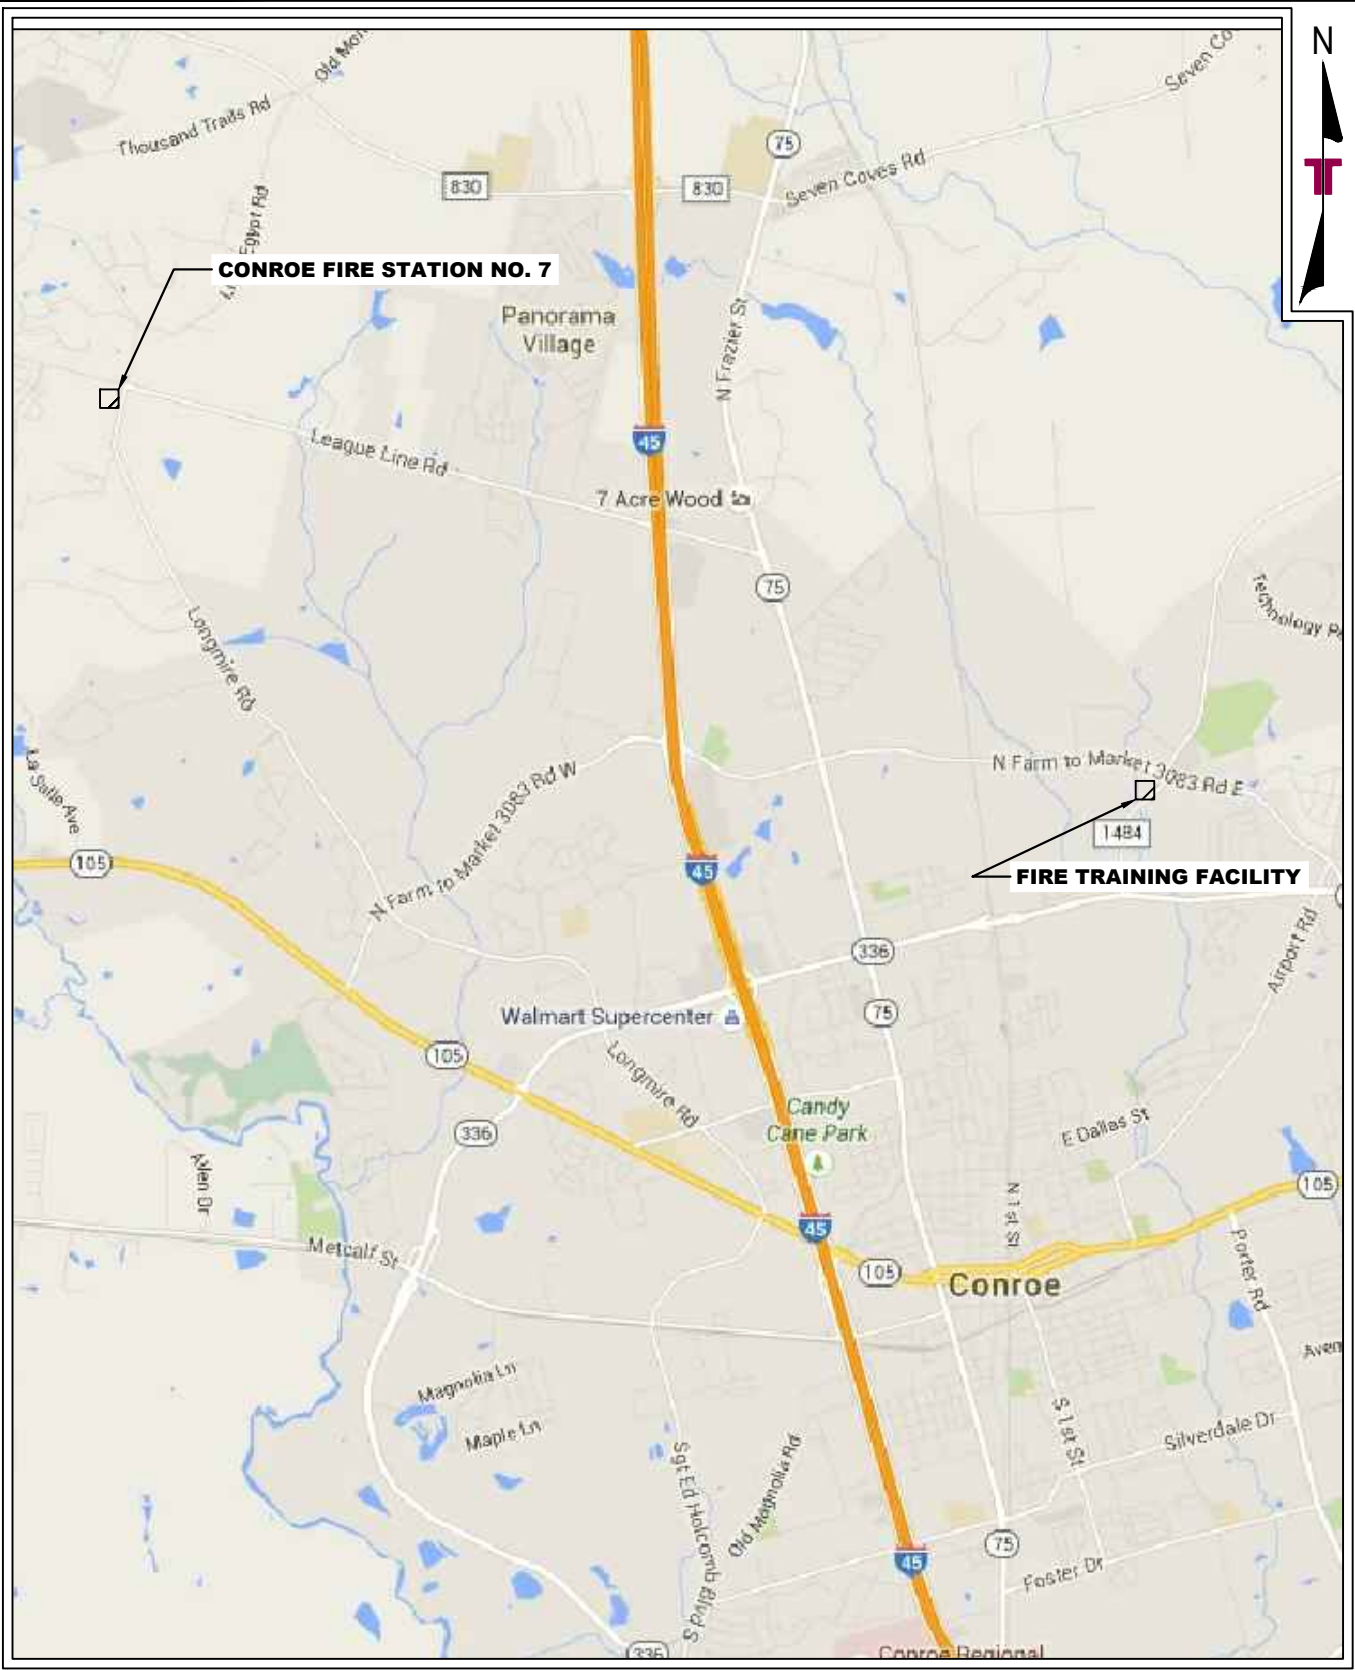 N
Thousand Trails Rd
Seven Co
75
830
830
Seven Coves Rd
Egypt Rd
CONROE FIRE STATION NO. 7
Panorama
Village
N Frazier St
45
League Line Rd
7 Acre Wood
75
Technology
Longmire Rd
N Farm to Market 3083 Rd E
La Salle Ave
N Farm to Market 3083 Rd W
1484
105
45
FIRE TRAINING FACILITY
336
Airport Rd
75
Walmart Supercenter
105
Longmire Rd
Candy
Cane Park
336
E Dallas St
Allen Dr
105
N 1st St
45
Metcalf St
105
Conroe
Porter Rd
Aven
Magnolia Ln
Maple Ln
S 1st St
Silverdale Dr
Sgt Ed Holcomb Blvd S
Old Magnolia Rd
75
45
Foster Dr
336
Conroe Regional